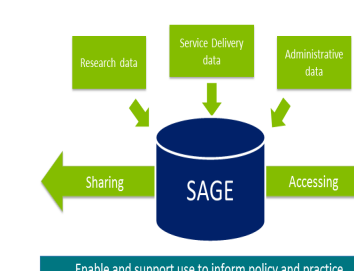 Service Delivery
data
Research data
Administrative
data
Sharing
SAGE
Accessing
Enable and support use to inform policy and practice